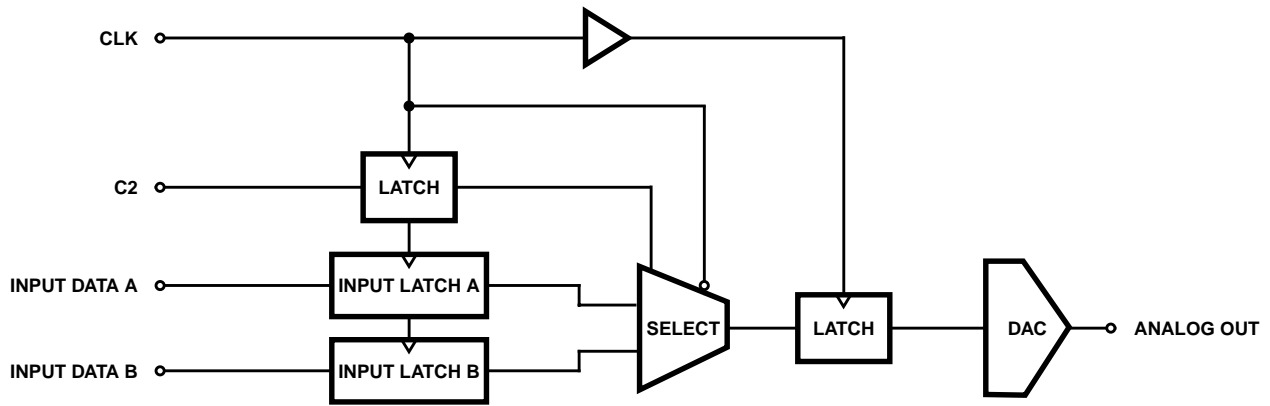 CLK
C2
LATCH
INPUT DATA A
INPUT LATCH A
INPUT DATA B
INPUT LATCH B
SELECT
LATCH
DAC
ANALOG OUT